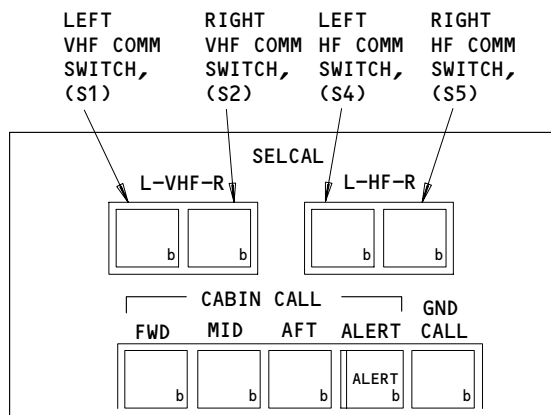 LEFT VHF COMM SWITCH, (S1)
RIGHT VHF COMM SWITCH, (S2)
LEFT HF COMM SWITCH, (S4)
RIGHT HF COMM SWITCH, (S5)
SELCAL
L-VHF-R L-HF-R
b b b b
CABIN CALL
FWD MID AFT ALERT GND CALL
ALERT
b b b b b